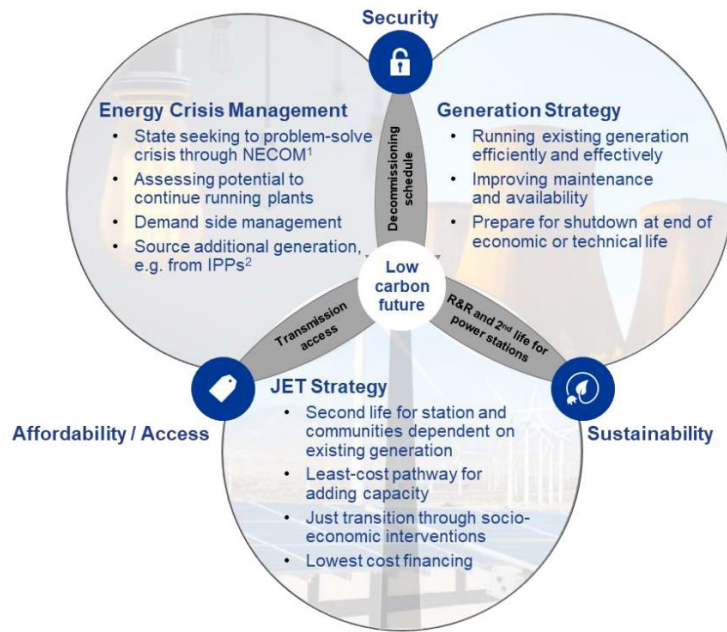 Security
Energy Crisis Management
• State seeking to problem-solve
crisis through NECOM¹
• Assessing potential to
continue running plants
• Demand side management
• Source additional generation,
e.g. from IPPs²
Generation Strategy
• Running existing generation
efficiently and effectively
• Improving maintenance
and availability
• Prepare for shutdown at end of
economic or technical life
Decommissioning
schedule
Low
carbon
future
Transmission
access
R&R and 2nd life for
power stations
Affordability / Access
Sustainability
JET Strategy
• Second life for station and
communities dependent on
existing generation
• Least-cost pathway for
adding capacity
• Just transition through socio-
economic interventions
• Lowest cost financing